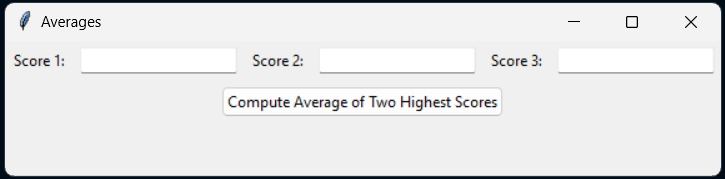 Averages
Score 1: Score 2: Score 3:
Compute Average of Two Highest Scores